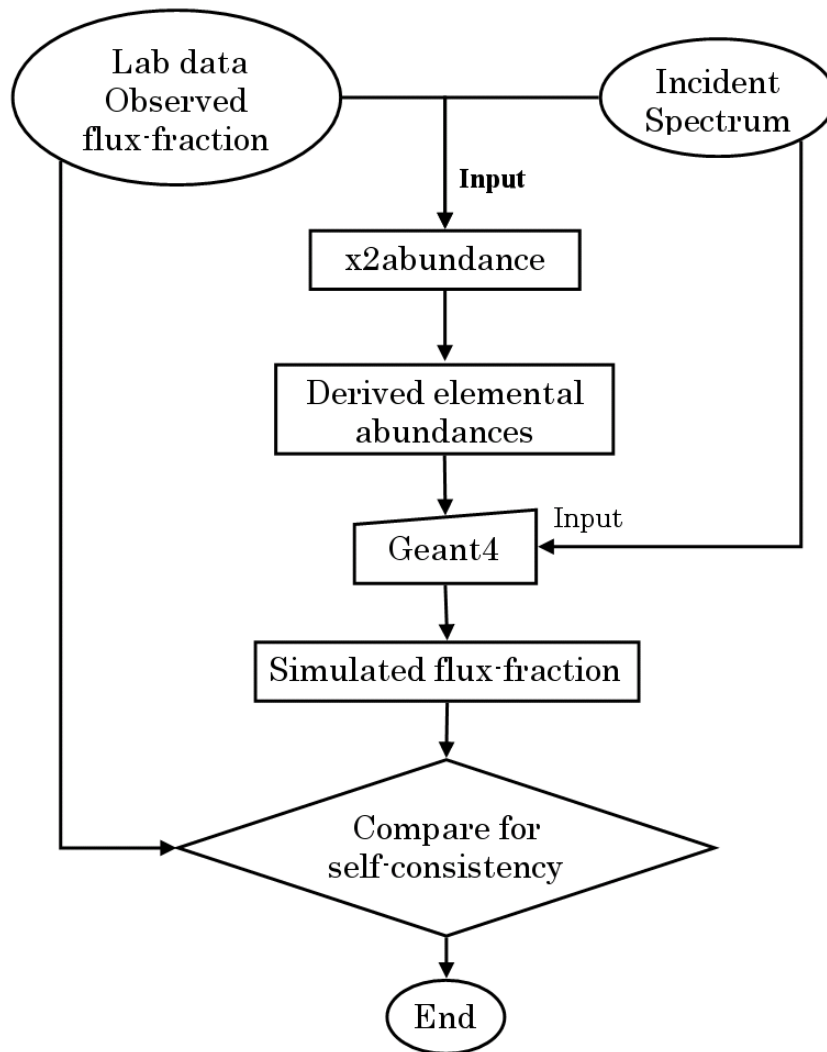 Lab data
Observed
flux-fraction
Incident
Spectrum
Input
x2abundance
Derived elemental
abundances
Geant4
Input
Simulated flux-fraction
Compare for
self-consistency
End